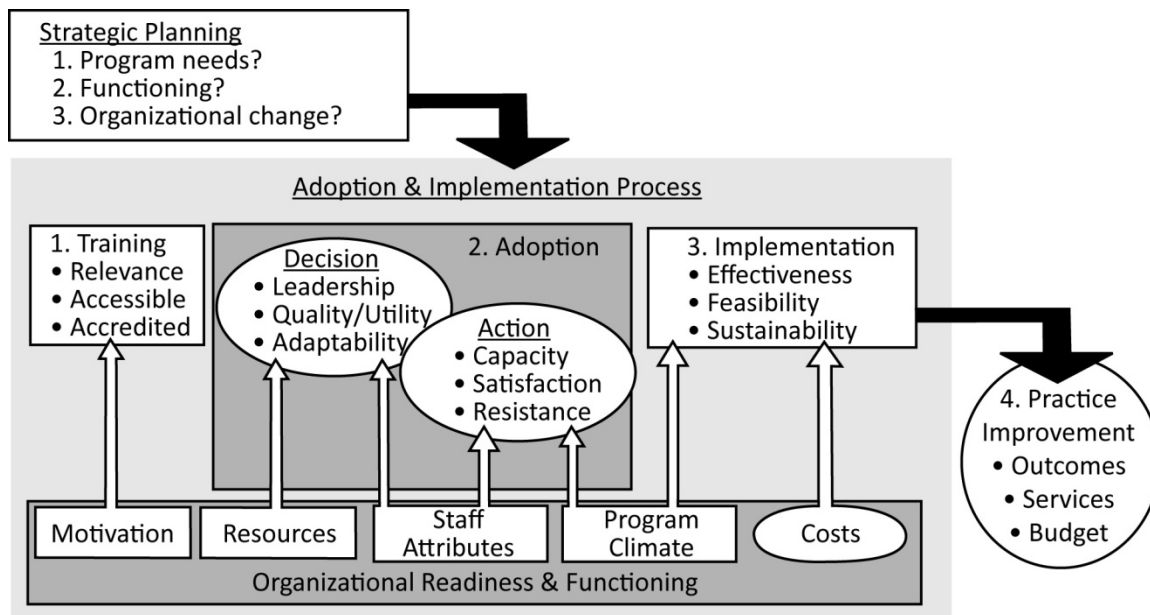 Strategic Planning
1. Program needs?
2. Functioning?
3. Organizational change?
Adoption & Implementation Process
1. Training
• Relevance
• Accessible
• Accredited
2. Adoption
Decision
• Leadership
• Quality/Utility
• Adaptability
Action
• Capacity
• Satisfaction
• Resistance
3. Implementation
• Effectiveness
• Feasibility
• Sustainability
4. Practice
Improvement
• Outcomes
• Services
• Budget
Motivation
Resources
Staff
Attributes
Program
Climate
Costs
Organizational Readiness & Functioning